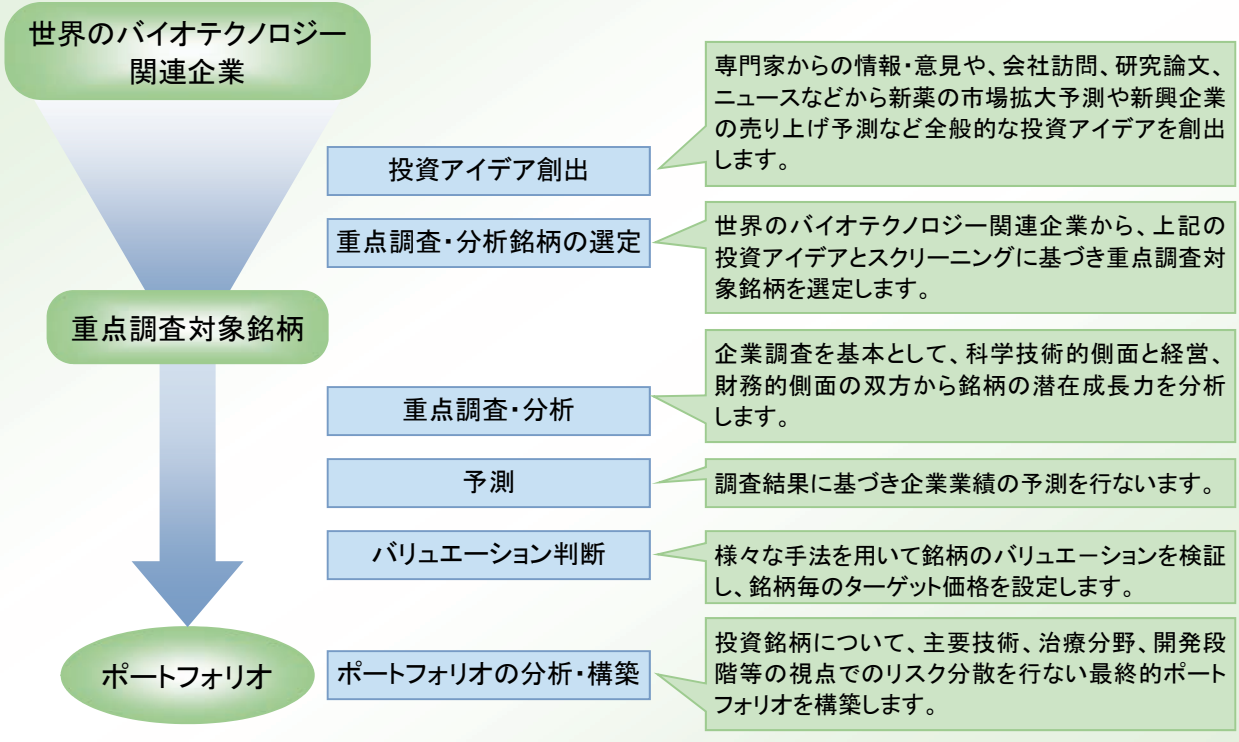 世界のバイオテクノロジー
関連企業
専門家からの情報・意見や、会社訪問、研究論文、
ニュースなどから新薬の市場拡大予測や新興企業
の売り上げ予測など全般的な投資アイデアを創出
します。
投資アイデア創出
重点調査・分析銘柄の選定
世界のバイオテクノロジー関連企業から、上記の
投資アイデアとスクリーニングに基づき重点調査対
象銘柄を選定します。
重点調査対象銘柄
企業調査を基本として、科学技術的側面と経営、
財務的側面の双方から銘柄の潜在成長力を分析
します。
重点調査・分析
予測
調査結果に基づき企業業績の予測を行ないます。
バリュエーション判断
様々な手法を用いて銘柄のバリュエーションを検証
し、銘柄毎のターゲット価格を設定します。
ポートフォリオ
ポートフォリオの分析・構築
投資銘柄について、主要技術、治療分野、開発段
階等の視点でのリスク分散を行ない最終的ポート
フォリオを構築します。